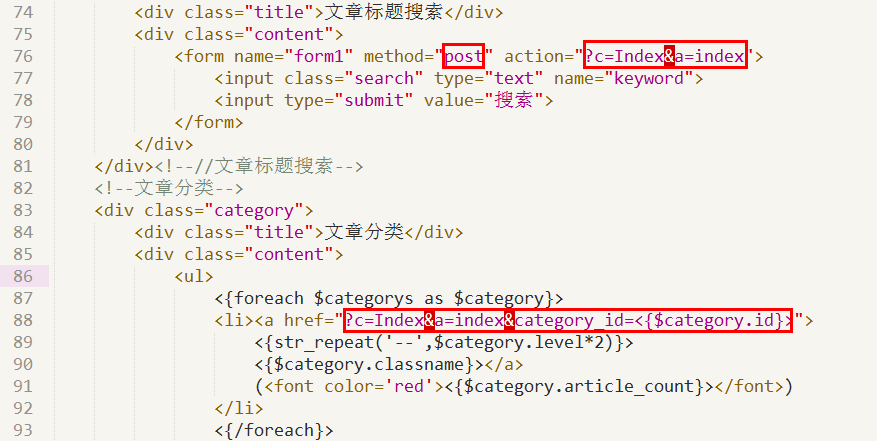 74 <div class="title">文章标题搜索</div>
75 <div class="content">
76 <form name="form1" method="post" action="?c=Index&a=index">
77 <input class="search" type="text" name="keyword">
78 <input type="submit" value="搜索">
79 </form>
80 </div>
81 </div><!--//文章标题搜索-->
82 <!--文章分类-->
83 <div class="category">
84 <div class="title">文章分类</div>
85 <div class="content">
86 <ul>
87 <{foreach $categorys as $category}>
88 <li><a href="?c=Index&a=index&category_id=<{$category.id}>">
89 <{str_repeat('--',$category.level*2)}>
90 <{$category.classname}></a>
91 (<font color='red'><{$category.article_count}></font>)
92 </li>
93 <{/foreach}>